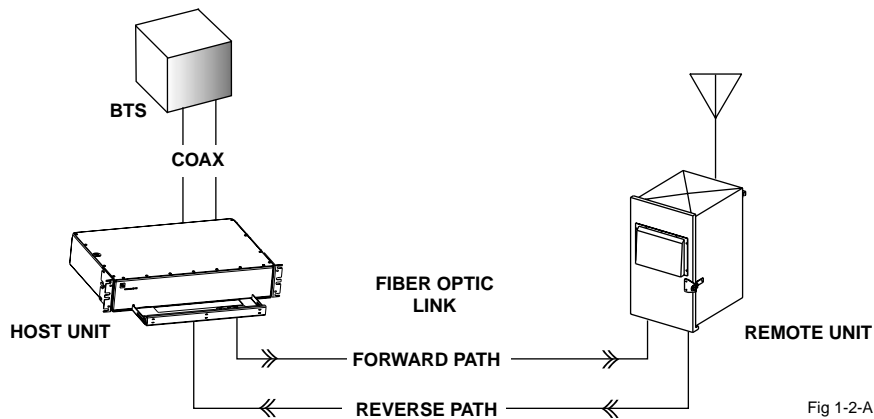 BTS
COAX
FIBER OPTIC
LINK
HOST UNIT
REMOTE UNIT
FORWARD PATH
REVERSE PATH
Fig 1-2-A